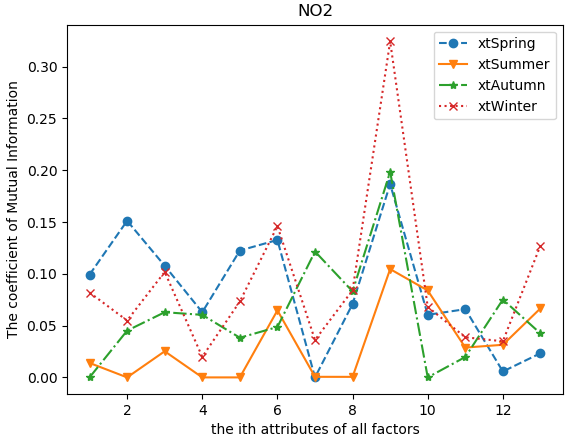 NO2
The coefficient of Mutual Information
0.30
0.25
0.20
0.15
0.10
0.05
0.00
xtSpring
xtSummer
xtAutumn
xtWinter
2 4 6 8 10 12
the ith attributes of all factors